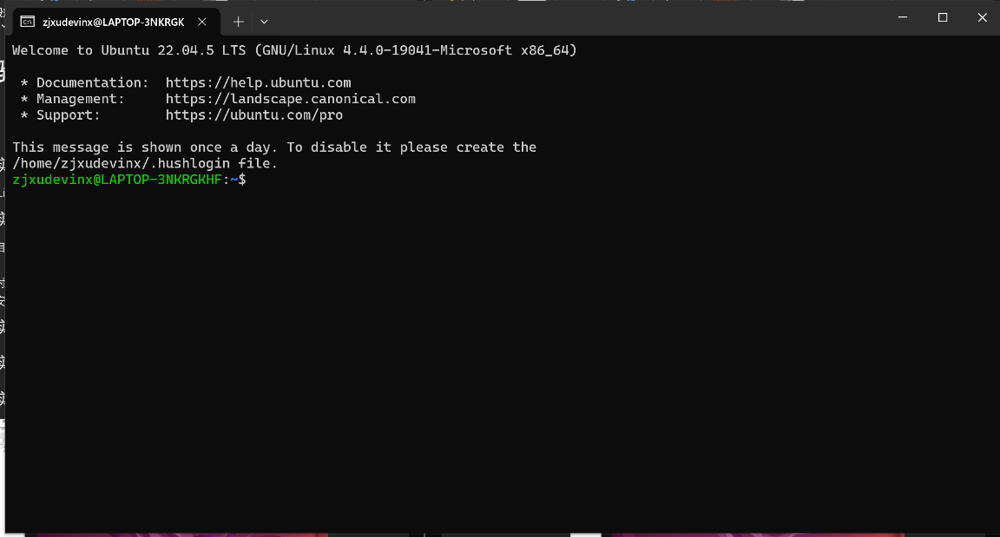 zjxudevinx@LAPTOP-3NKRGK
Welcome to Ubuntu 22.04.5 LTS (GNU/Linux 4.4.0-19041-Microsoft x86_64)
* Documentation: https://help.ubuntu.com
* Management: https://landscape.canonical.com
* Support: https://ubuntu.com/pro
This message is shown once a day. To disable it please create the
/home/zjxudevinx/.hushlogin file.
zjxudevinx@LAPTOP-3NKRGKHF:~$